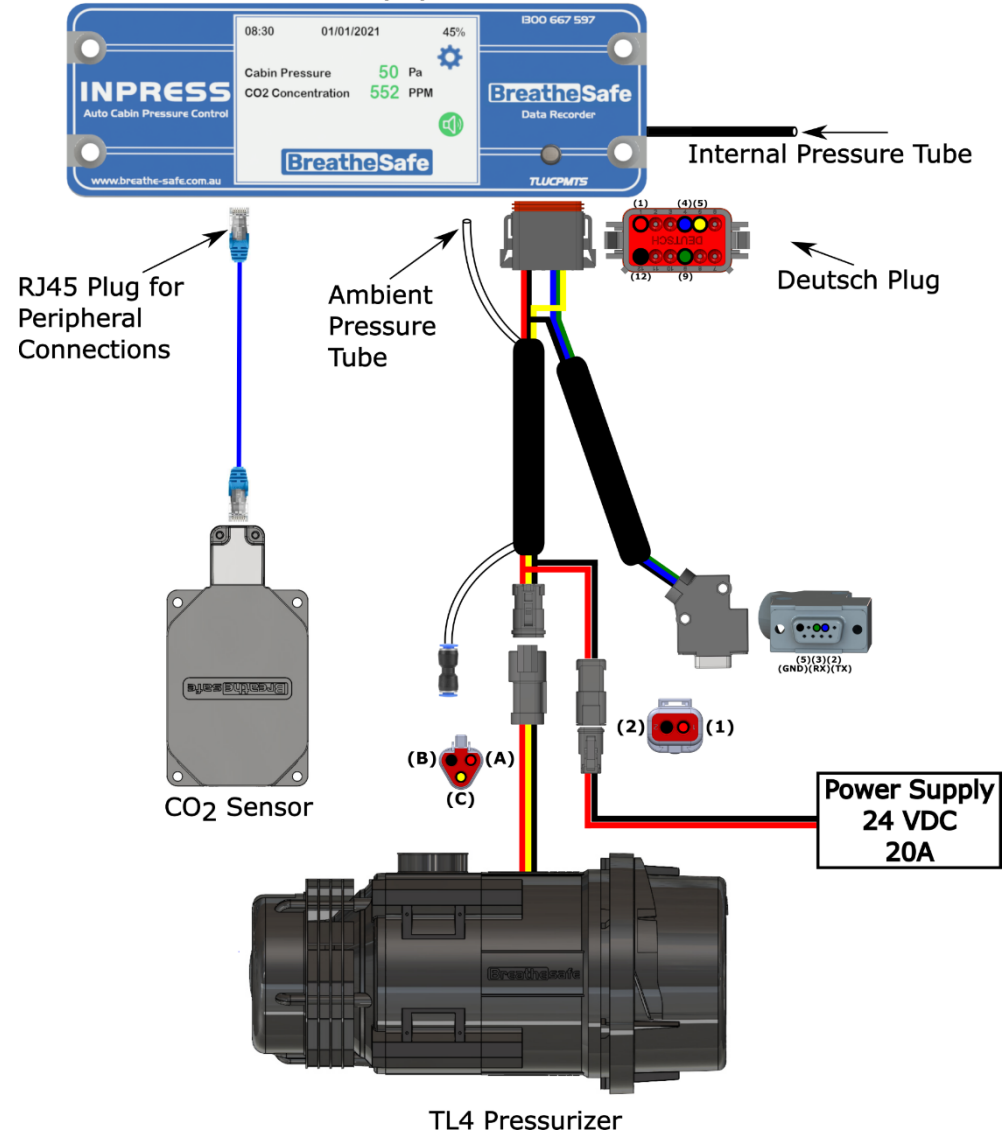 1300 667 597
08:30 01/01/2021 45%
Cabin Pressure 50 Pa
CO2 Concentration 552 PPM
INPRESS
Auto Cabin Pressure Control
BreatheSafe
Data Recorder
BreatheSafe
www.breathe-safe.com.au
TLUCPMTS
Internal Pressure Tube
(1) (4) (5)
DEUTSCH
(12) (9)
Deutsch Plug
RJ45 Plug for
Peripheral
Connections
Ambient
Pressure
Tube
(5) (3) (2)
(GND) (RX) (TX)
Breathesafe
CO2 Sensor
(B) (A)
(C)
(2) (1)
Power Supply
24 VDC
20A
Breathesafe
TL4 Pressurizer